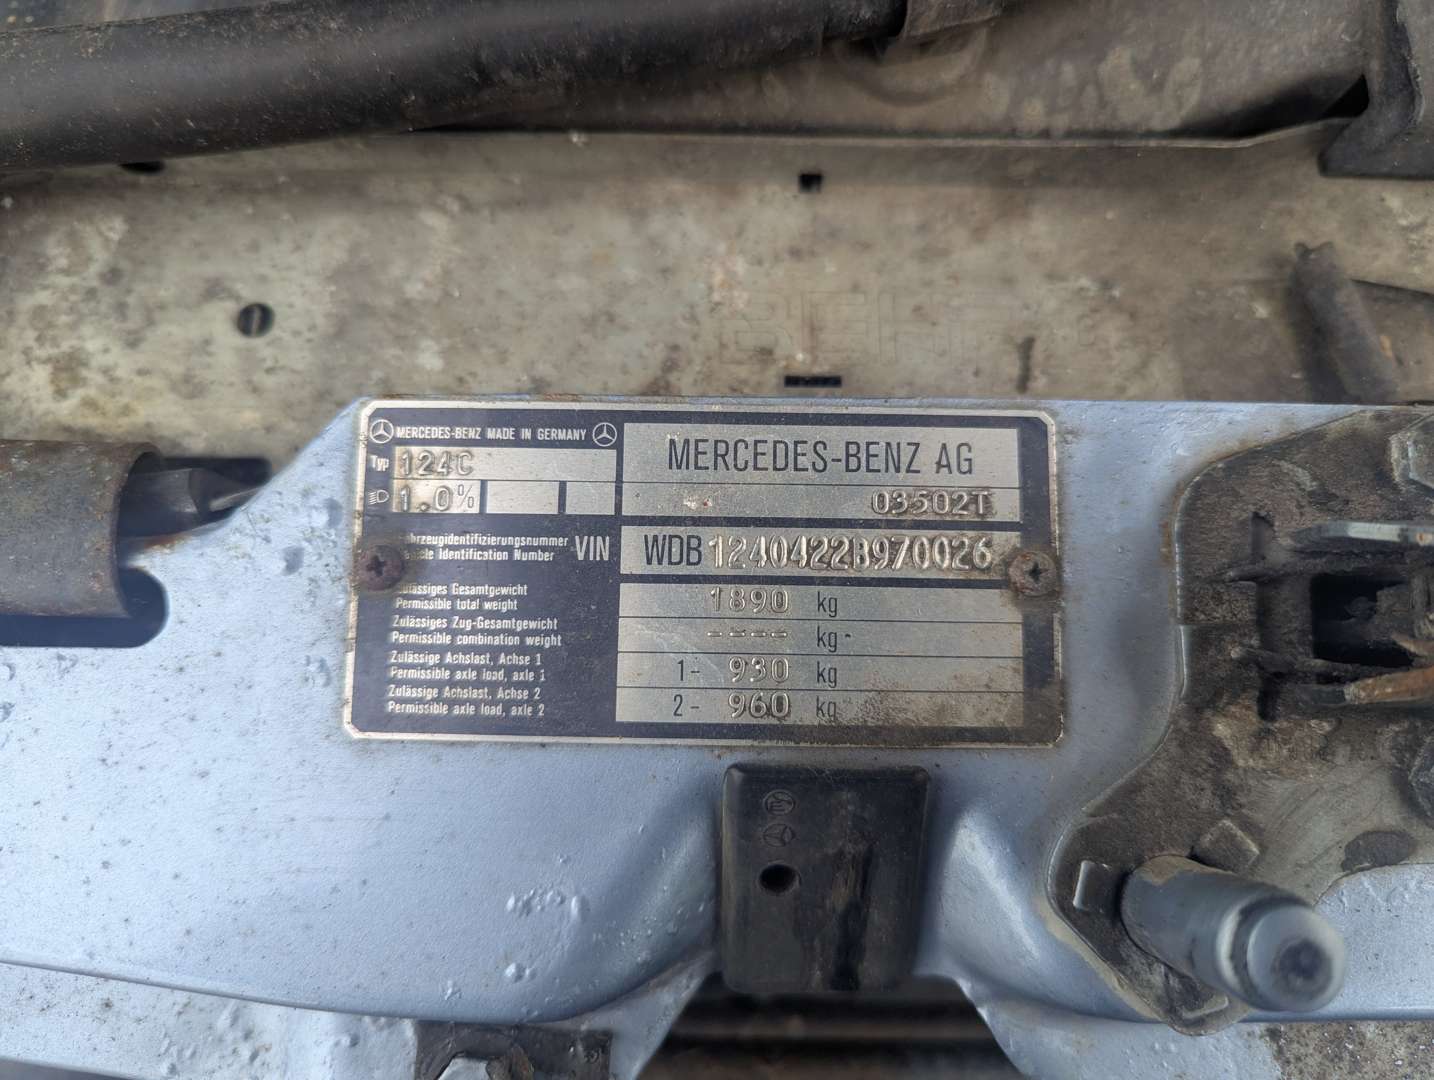 MERCEDES-BENZ MADE IN GERMANY
MERCEDES-BENZ AG
Typ 124C
1.0%
03502T
Fahrzeugidentifizierungsnummer
Vehicle Identification Number
VIN WDB 1240422B970026
Zulässiges Gesamtgewicht
Permissible total weight
1890 kg
Zulässiges Zug-Gesamtgewicht
Permissible combination weight
---- kg
Zulässige Achslast, Achse 1
Permissible axle load, axle 1
1- 930 kg
Zulässige Achslast, Achse 2
Permissible axle load, axle 2
2- 960 kg